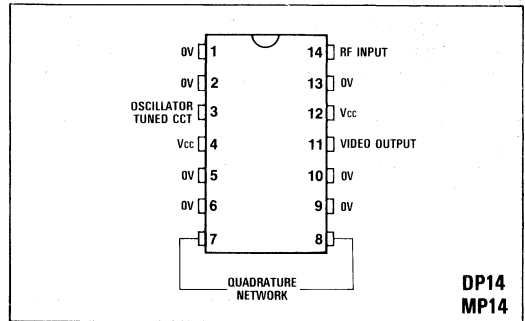 0V 1 14 RF INPUT
0V 2 13 0V
OSCILLATOR
TUNED CCT 3 12 Vcc
Vcc 4 11 VIDEO OUTPUT
0V 5 10 0V
0V 6 9 0V
7 8
QUADRATURE
NETWORK
DP14
MP14